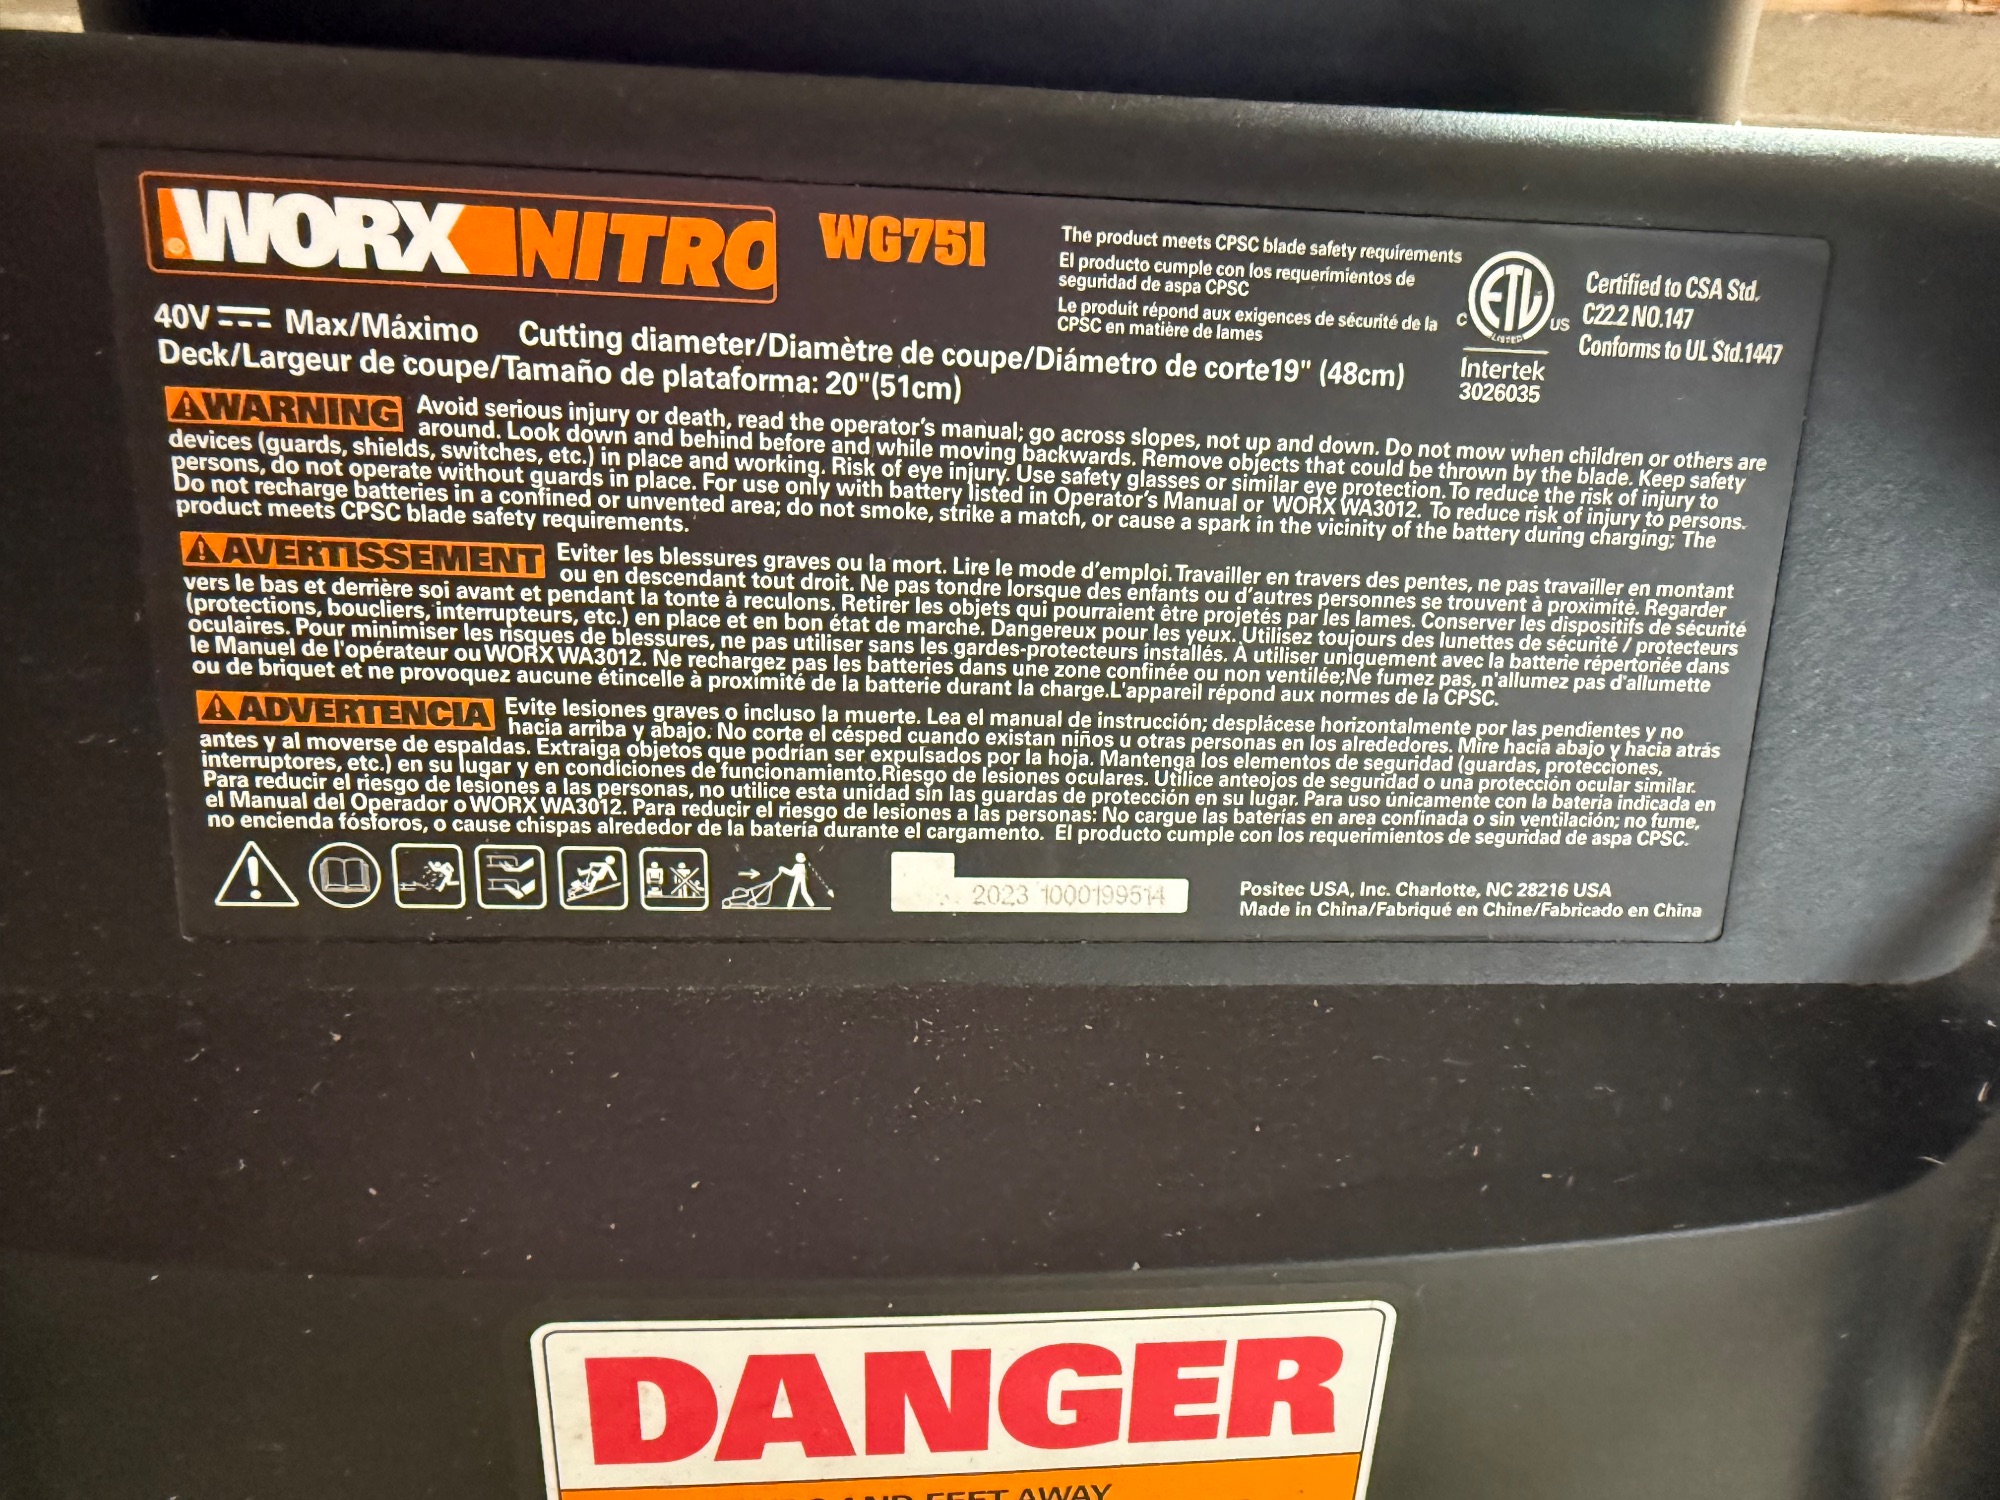 WORX NITRO WG751
The product meets CPSC blade safety requirements
El producto cumple con los requerimientos de
seguridad de aspa CPSC
Le produit répond aux exigences de sécurité de la
CPSC en matière de lames
C ETL US
LISTED
Intertek
3026035
Certified to CSA Std.
C22.2 NO.147
Conforms to UL Std.1447
40V Max/Máximo Cutting diameter/Diamètre de coupe/Diámetro de corte19" (48cm)
Deck/Largeur de coupe/Tamaño de plataforma: 20"(51cm)
WARNING Avoid serious injury or death, read the operator's manual; go across slopes, not up and down. Do not mow when children or others are
around. Look down and behind before and while moving backwards. Remove objects that could be thrown by the blade. Keep safety
devices (guards, shields, switches, etc.) in place and working. Risk of eye injury. Use safety glasses or similar eye protection. To reduce the risk of injury to
persons, do not operate without guards in place. For use only with battery listed in Operator's Manual or WORX WA3012. To reduce risk of injury to persons.
Do not recharge batteries in a confined or unvented area; do not smoke, strike a match, or cause a spark in the vicinity of the battery during charging; The
product meets CPSC blade safety requirements.
AVERTISSEMENT Eviter les blessures graves ou la mort. Lire le mode d'emploi. Travailler en travers des pentes, ne pas travailler en montant
ou en descendant tout droit. Ne pas tondre lorsque des enfants ou d'autres personnes se trouvent à proximité. Regarder
vers le bas et derrière soi avant et pendant la tonte à reculons. Retirer les objets qui pourraient être projetés par les lames. Conserver les dispositifs de sécurité
(protections, boucliers, interrupteurs, etc.) en place et en bon état de marche. Dangereux pour les yeux. Utilisez toujours des lunettes de sécurité / protecteurs
oculaires. Pour minimiser les risques de blessures, ne pas utiliser sans les gardes-protecteurs installés. À utiliser uniquement avec la batterie répertoriée dans
le Manuel de l'opérateur ou WORX WA3012. Ne rechargez pas les batteries dans une zone confinée ou non ventilée;Ne fumez pas, n'allumez pas d'allumette
ou de briquet et ne provoquez aucune étincelle à proximité de la batterie durant la charge.L'appareil répond aux normes de la CPSC.
ADVERTENCIA Evite lesiones graves o incluso la muerte. Lea el manual de instrucción; desplácese horizontalmente por las pendientes y no
hacia arriba y abajo. No corte el césped cuando existan niños u otras personas en los alrededores. Mire hacia abajo y hacia atrás
antes y al moverse de espaldas. Extraiga objetos que podrían ser expulsados por la hoja. Mantenga los elementos de seguridad (guardas, protecciones,
interruptores, etc.) en su lugar y en condiciones de funcionamiento.Riesgo de lesiones oculares. Utilice anteojos de seguridad o una protección ocular similar.
Para reducir el riesgo de lesiones a las personas, no utilice esta unidad sin las guardas de protección en su lugar. Para uso únicamente con la batería indicada en
el Manual del Operador o WORX WA3012. Para reducir el riesgo de lesiones a las personas: No cargue las baterías en area confinada o sin ventilación; no fume,
no encienda fósforos, o cause chispas alrededor de la batería durante el cargamento. El producto cumple con los requerimientos de seguridad de aspa CPSC.
2023 1000199514
Positec USA, Inc. Charlotte, NC 28216 USA
Made in China/Fabriqué en Chine/Fabricado en China
DANGER
AND FEET AWAY